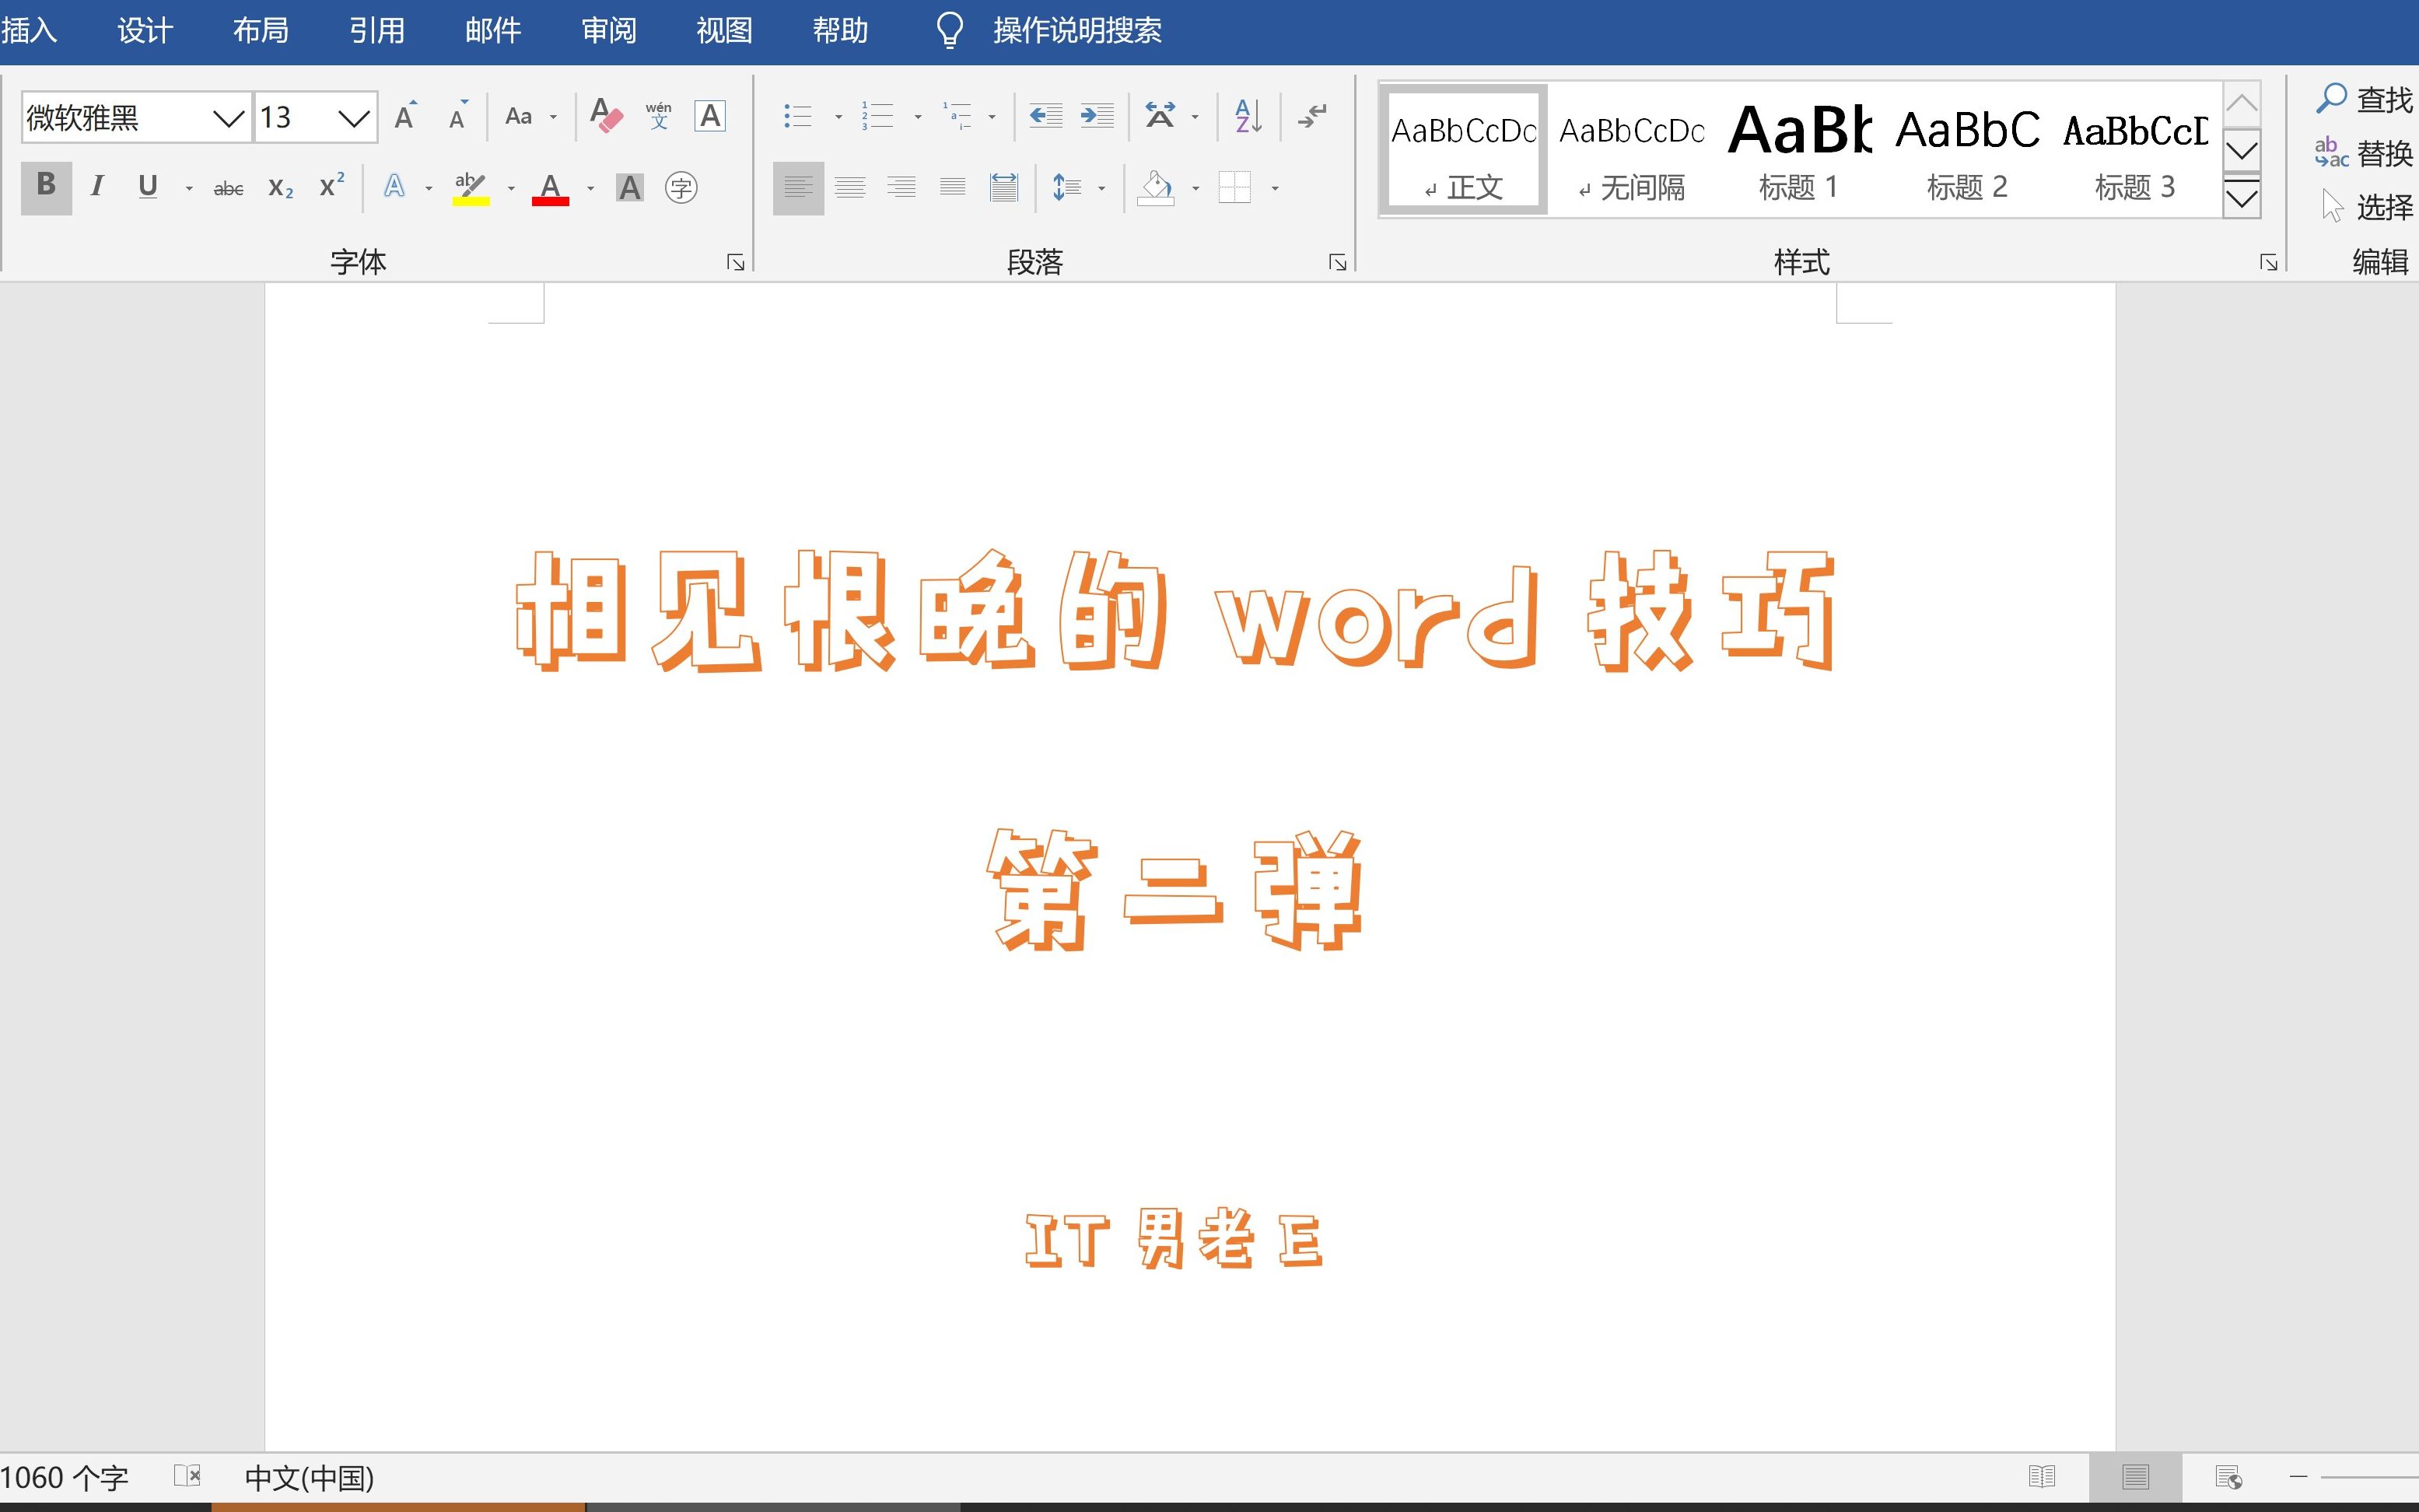 插入 设计 布局 引用 邮件 审阅 视图 帮助 操作说明搜索
微软雅黑 13 A A Aa A wén 文 A 查找
AaBbCcDc AaBbCcDc AaBb AaBbC AaBbCcD 替换
B I U abc X₂ X² A ab A A 字 A Z 正文 无间隔 标题 1 标题 2 标题 3 选择
字体 段落 样式 编辑
相见恨晚的 word 技巧
第二弹
IT 男老 E
1060 个字 中文(中国)